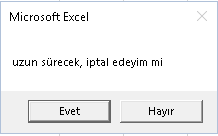 Microsoft Excel
uzun sürecek, iptal edeyim mi
Evet
Hayır